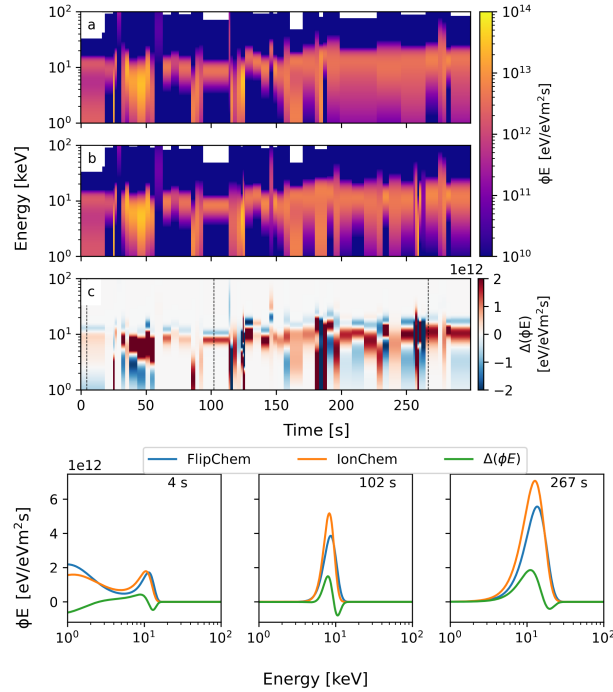 a
10²
10¹
10⁰
b
10²
10¹
10⁰
Energy [keV]
10¹⁴
10¹³
10¹²
10¹¹
10¹⁰
ϕE [eV/eVm²s]
c
10²
10¹
10⁰
0 50 100 150 200 250
Time [s]
1e12
2
1
0
−1
−2
Δ(ϕE)
[eV/eVm²s]
FlipChem IonChem Δ(ϕE)
1e12
4 s 102 s 267 s
6
4
2
0
ϕE [eV/eVm²s]
10⁰ 10¹ 10² 10⁰ 10¹ 10² 10⁰ 10¹ 10²
Energy [keV]